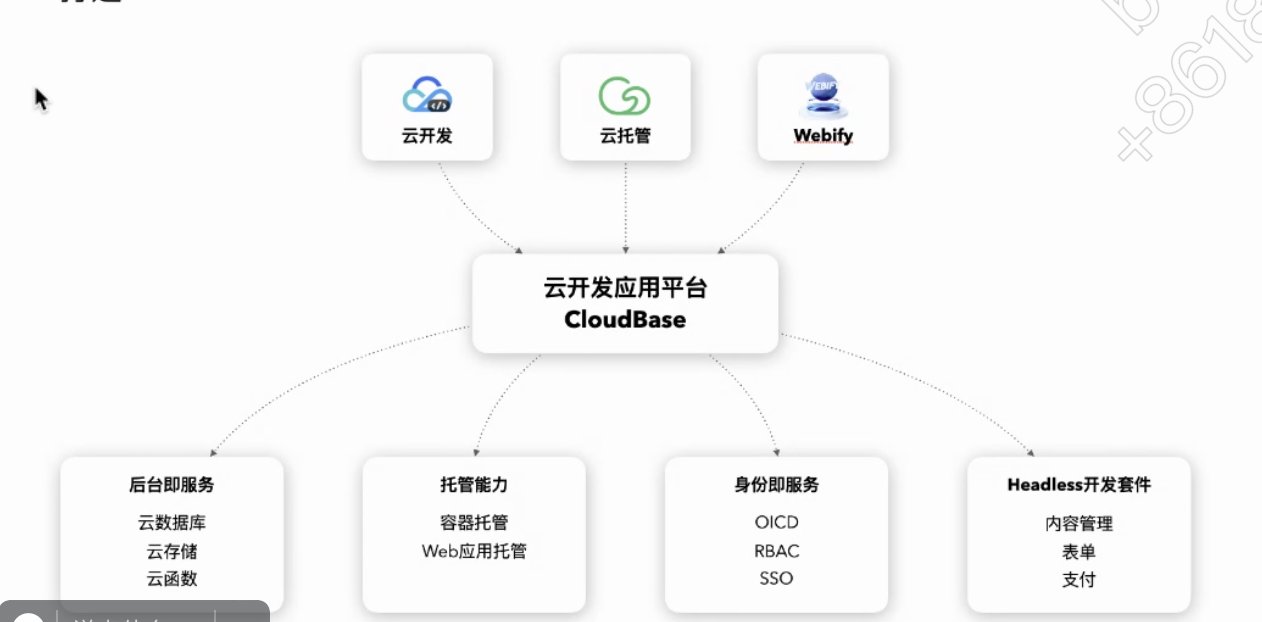 云开发
云托管
WEBIFY
Webify
+8618
云开发应用平台
CloudBase
后台即服务
云数据库
云存储
云函数
托管能力
容器托管
Web应用托管
身份即服务
OICD
RBAC
SSO
Headless开发套件
内容管理
表单
支付